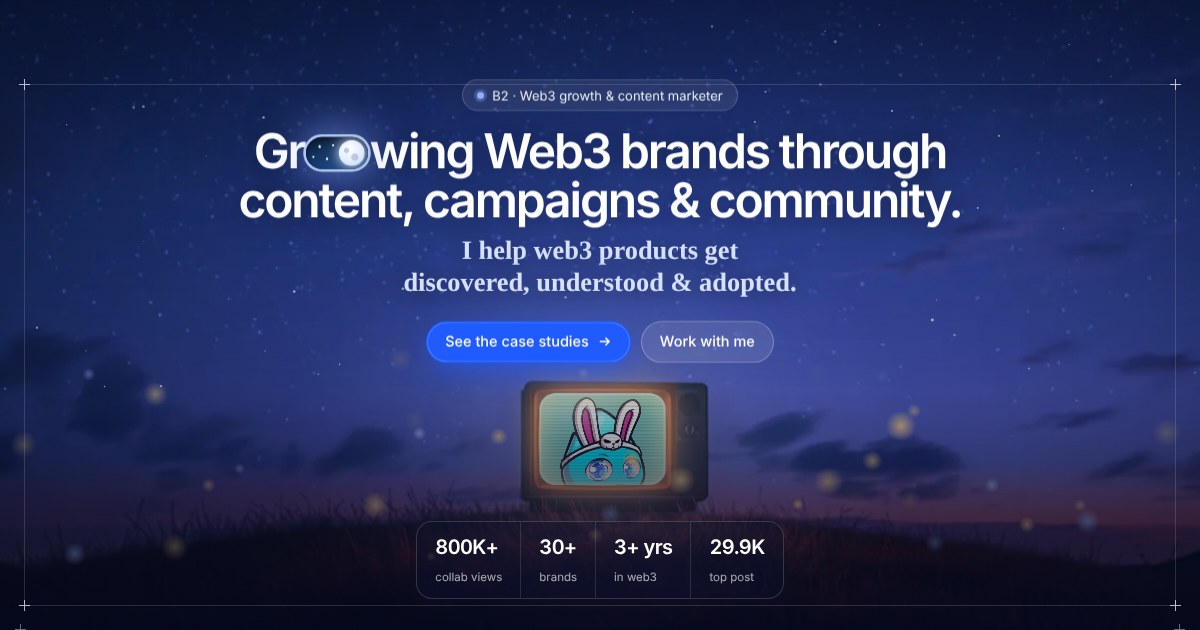 B2 · Web3 growth & content marketer
Growing Web3 brands through
content, campaigns & community.
I help web3 products get
discovered, understood & adopted.
See the case studies →
Work with me
800K+
collab views
30+
brands
3+ yrs
in web3
29.9K
top post